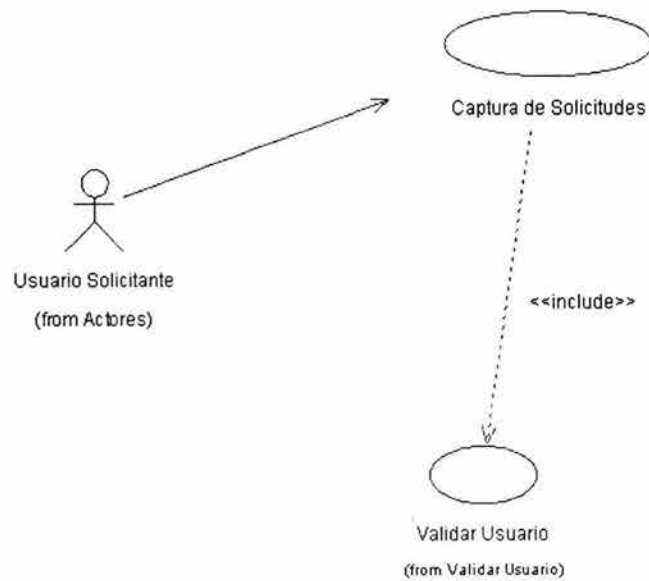 Captura de Solicitudes
Usuario Solicitante
(from Actores)
<<include>>
Validar Usuario
(from Validar Usuario)